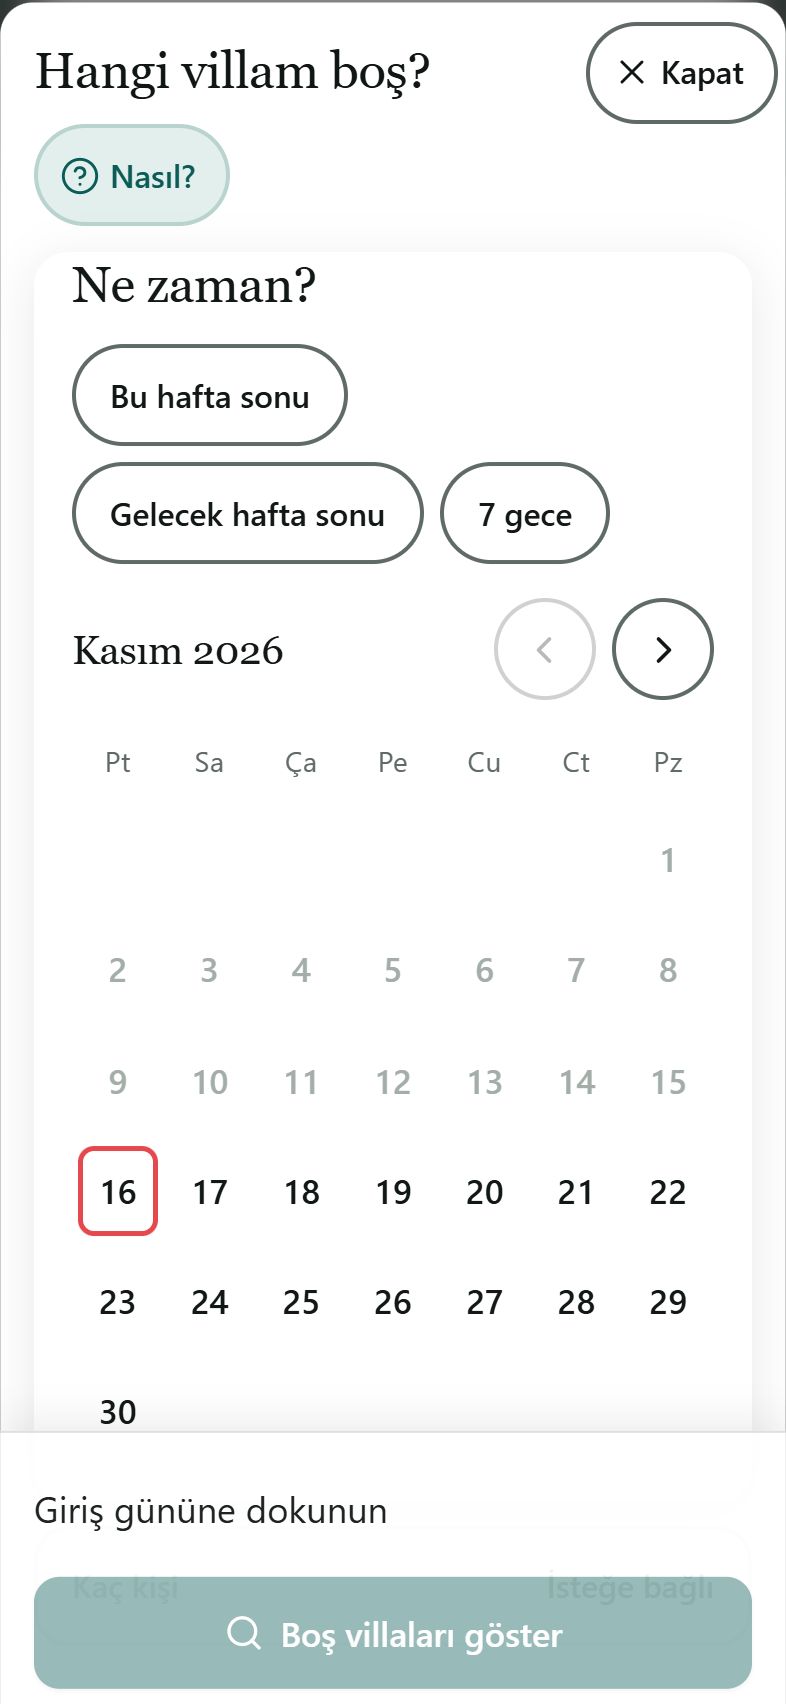 Hangi villam boş?
Kapat
Nasıl?
Ne zaman?
Bu hafta sonu
Gelecek hafta sonu
7 gece
Kasım 2026
Pt Sa Ça Pe Cu Ct Pz
1
2 3 4 5 6 7 8
9 10 11 12 13 14 15
16 17 18 19 20 21 22
23 24 25 26 27 28 29
30
Giriş gününe dokunun
Kaç kişi İsteğe bağlı
Boş villaları göster